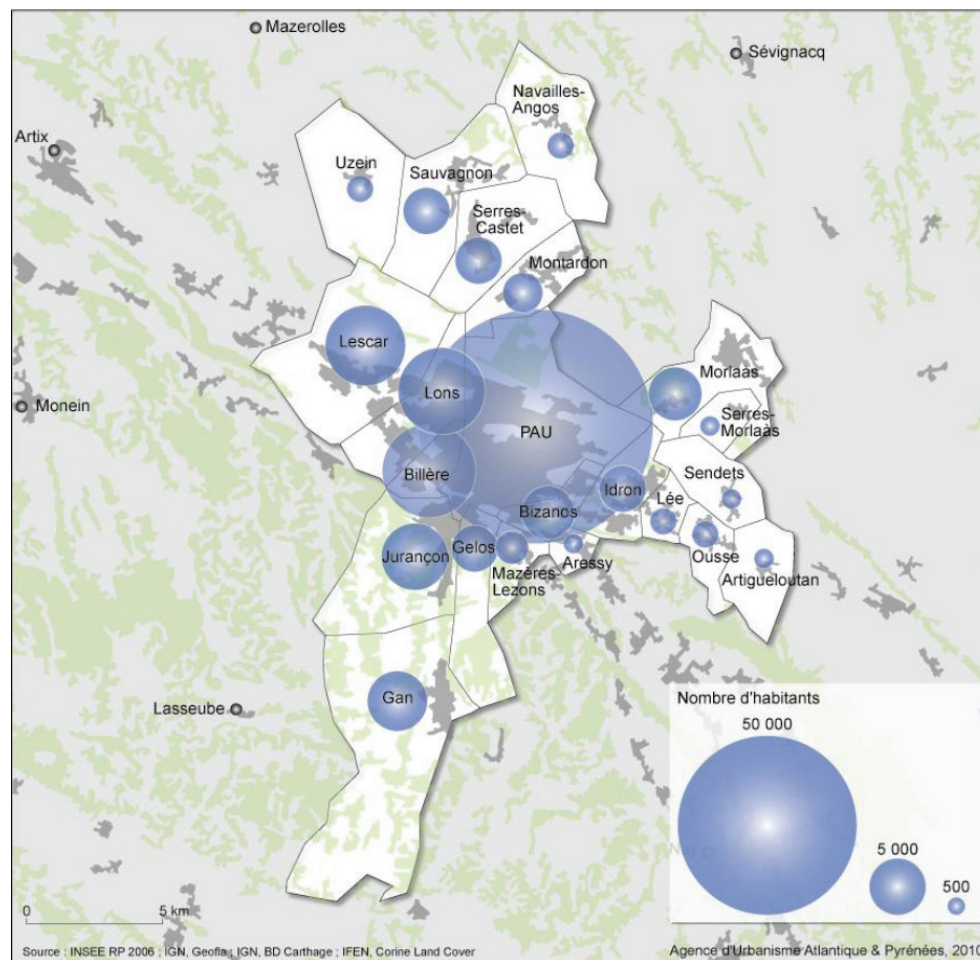 Mazerolles
Sévignacq
Navailles-
Angos
Artix
Uzein
Sauvagnon
Serres-
Castet
Montardon
Lescar
Morlaàs
Lons
Monein
Serres-
Morlaàs
PAU
Billère
Sendets
Idron
Lée
Bizanos
Jurançon
Gelos
Ousse
Mazères-
Lezons
Aressy
Artigueloutan
Gan
Lasseube
Nombre d'habitants
50 000
5 000
500
0 5 km
Source : INSEE RP 2006 ; IGN, Geofla ; IGN, BD Carthage ; IFEN, Corine Land Cover
Agence d'Urbanisme Atlantique & Pyrénées, 2010